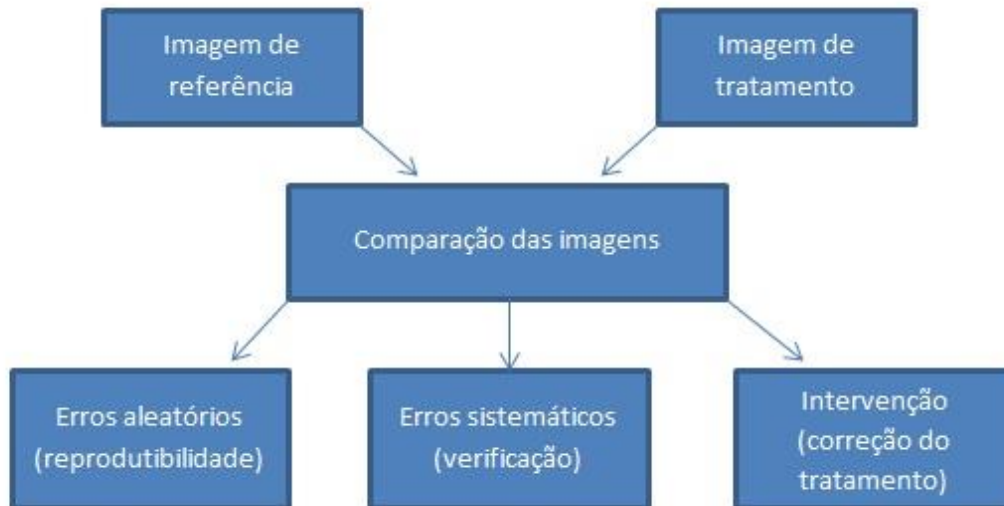 Imagem de
referência
Imagem de
tratamento
Comparação das imagens
Erros aleatórios
(reprodutibilidade)
Erros sistemáticos
(verificação)
Intervenção
(correção do
tratamento)